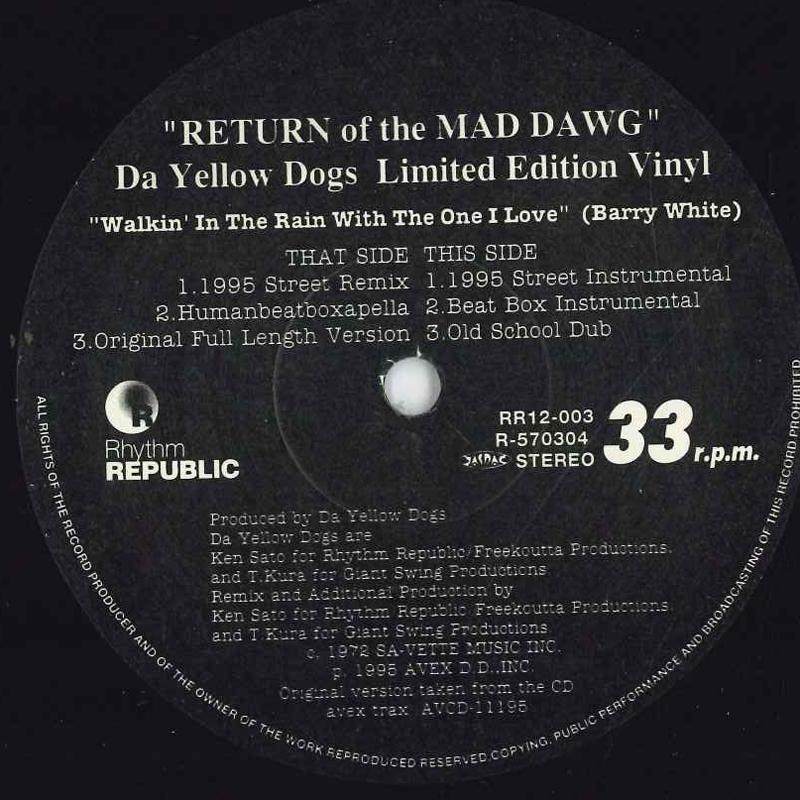 "RETURN of the MAD DAWG"
Da Yellow Dogs Limited Edition Vinyl
"Walkin' In The Rain With The One I Love" (Barry White)
THAT SIDE THIS SIDE
1.1995 Street Remix 1.1995 Street Instrumental
2.Humanbeatboxapella 2.Beat Box Instrumental
3.Original Full Length Version 3.Old School Dub
R
Rhythm
REPUBLIC
RR12-003
R-570304
JASRAC STEREO
33 r.p.m.
Produced by Da Yellow Dogs
Da Yellow Dogs are
Ken Sato for Rhythm Republic/Freekoutta Productions.
and T.Kura for Giant Swing Productions
Remix and Additional Production by
Ken Sato for Rhythm Republic Freekoutta Productions.
and T.Kura for Giant Swing Productions
c. 1972 SA-VETTE MUSIC INC.
p. 1995 AVEX D.D.,INC.
Original version taken from the CD
avex trax AVCD-11195
ALL RIGHTS OF THE RECORD PRODUCER AND OF THE OWNER OF THE WORK REPRODUCED RESERVED.COPYING, PUBLIC PERFORMANCE AND BROADCASTING OF THIS RECORD PROHIBITED